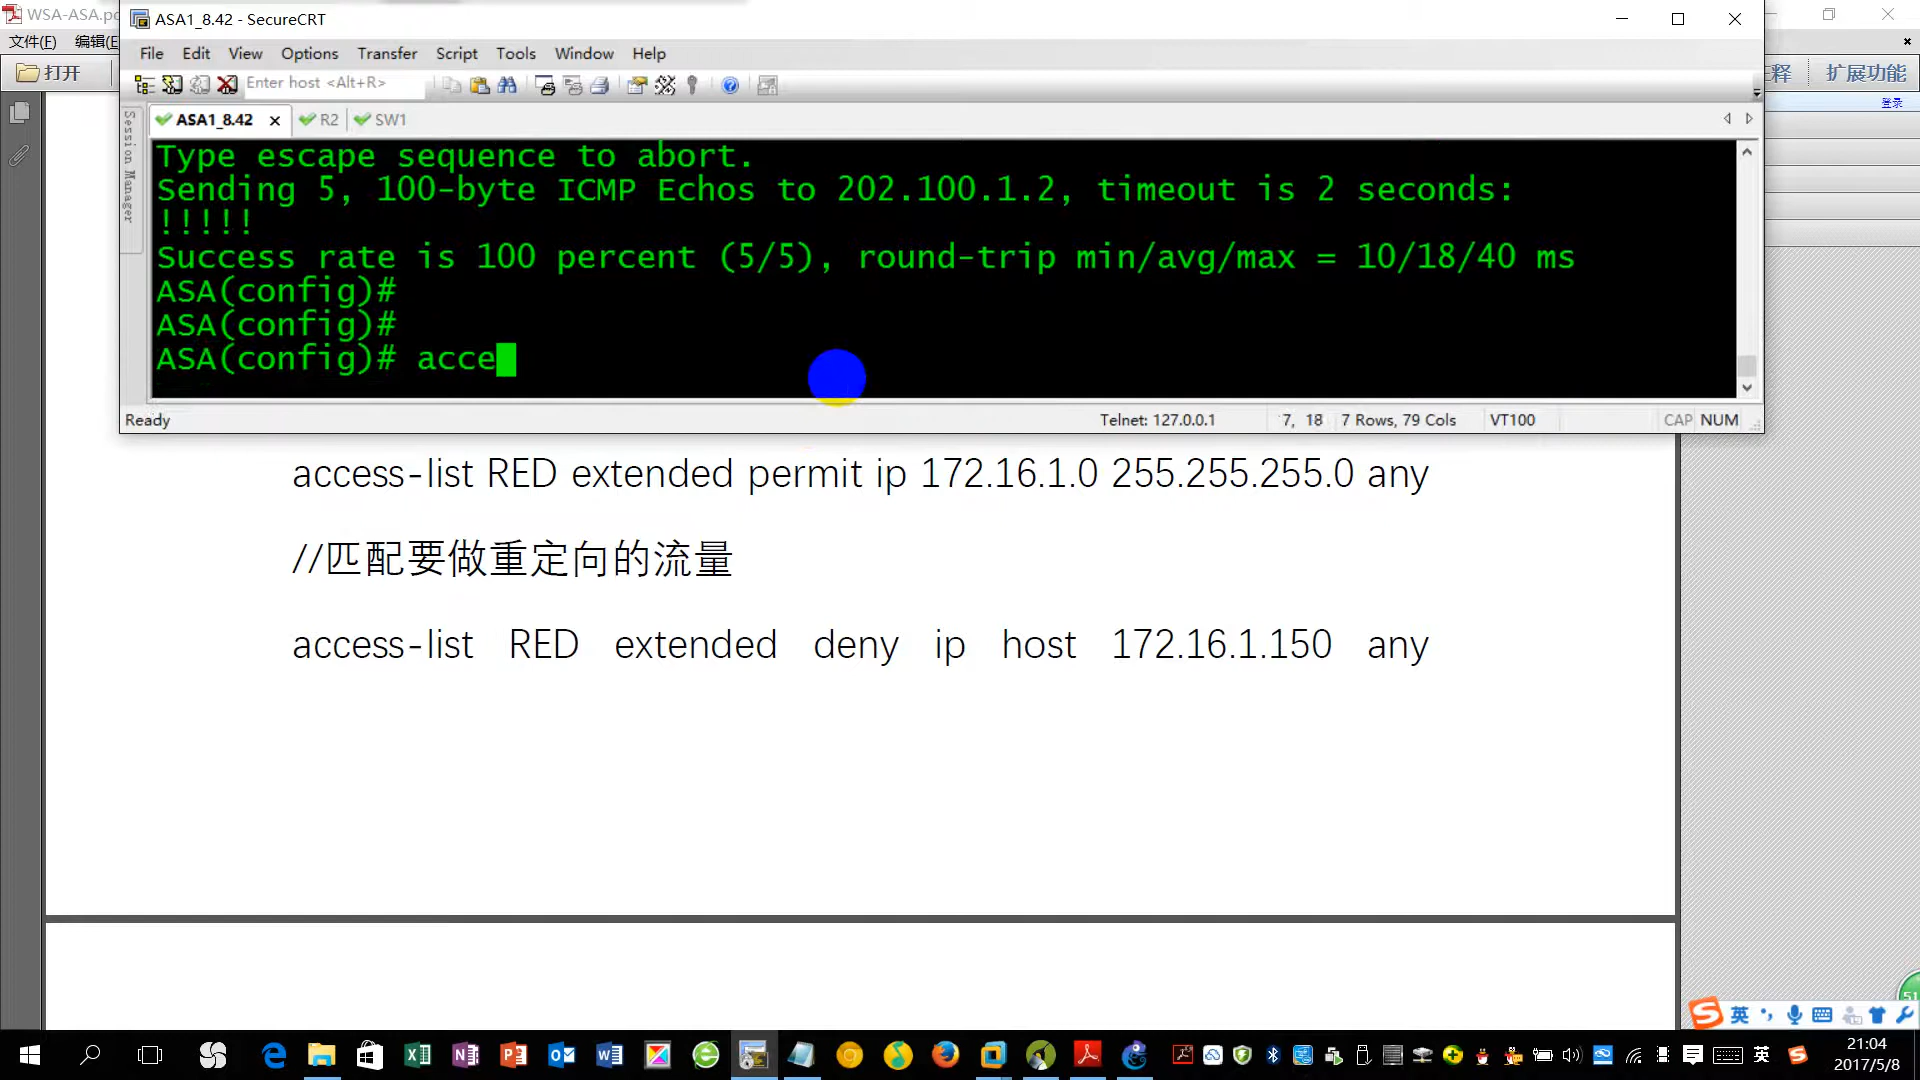 WSA-ASA.pd
文件(F) 编辑(E
打开
释 扩展功能
登录
ASA1_8.42 - SecureCRT
File Edit View Options Transfer Script Tools Window Help
Enter host <Alt+R>
Session Manager
ASA1_8.42 R2 SW1
Type escape sequence to abort.
Sending 5, 100-byte ICMP Echos to 202.100.1.2, timeout is 2 seconds:
!!!!!
Success rate is 100 percent (5/5), round-trip min/avg/max = 10/18/40 ms
ASA(config)#
ASA(config)#
ASA(config)# acce
Ready Telnet: 127.0.0.1 7, 18 7 Rows, 79 Cols VT100 CAP NUM
access-list RED extended permit ip 172.16.1.0 255.255.255.0 any
//匹配要做重定向的流量
access-list RED extended deny ip host 172.16.1.150 any
51
英
英
21:04
2017/5/8